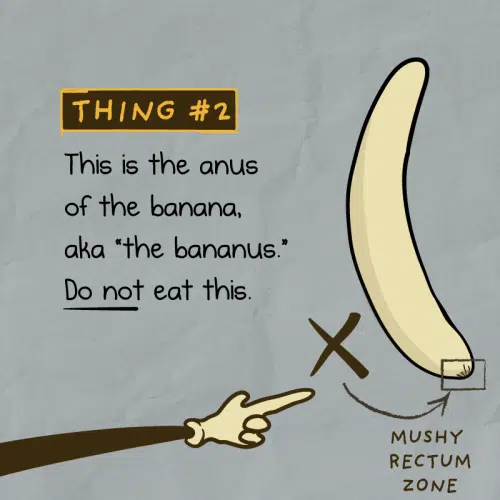 THING #2
This is the anus
of the banana,
aka “the bananus.”
Do not eat this.
MUSHY
RECTUM
ZONE